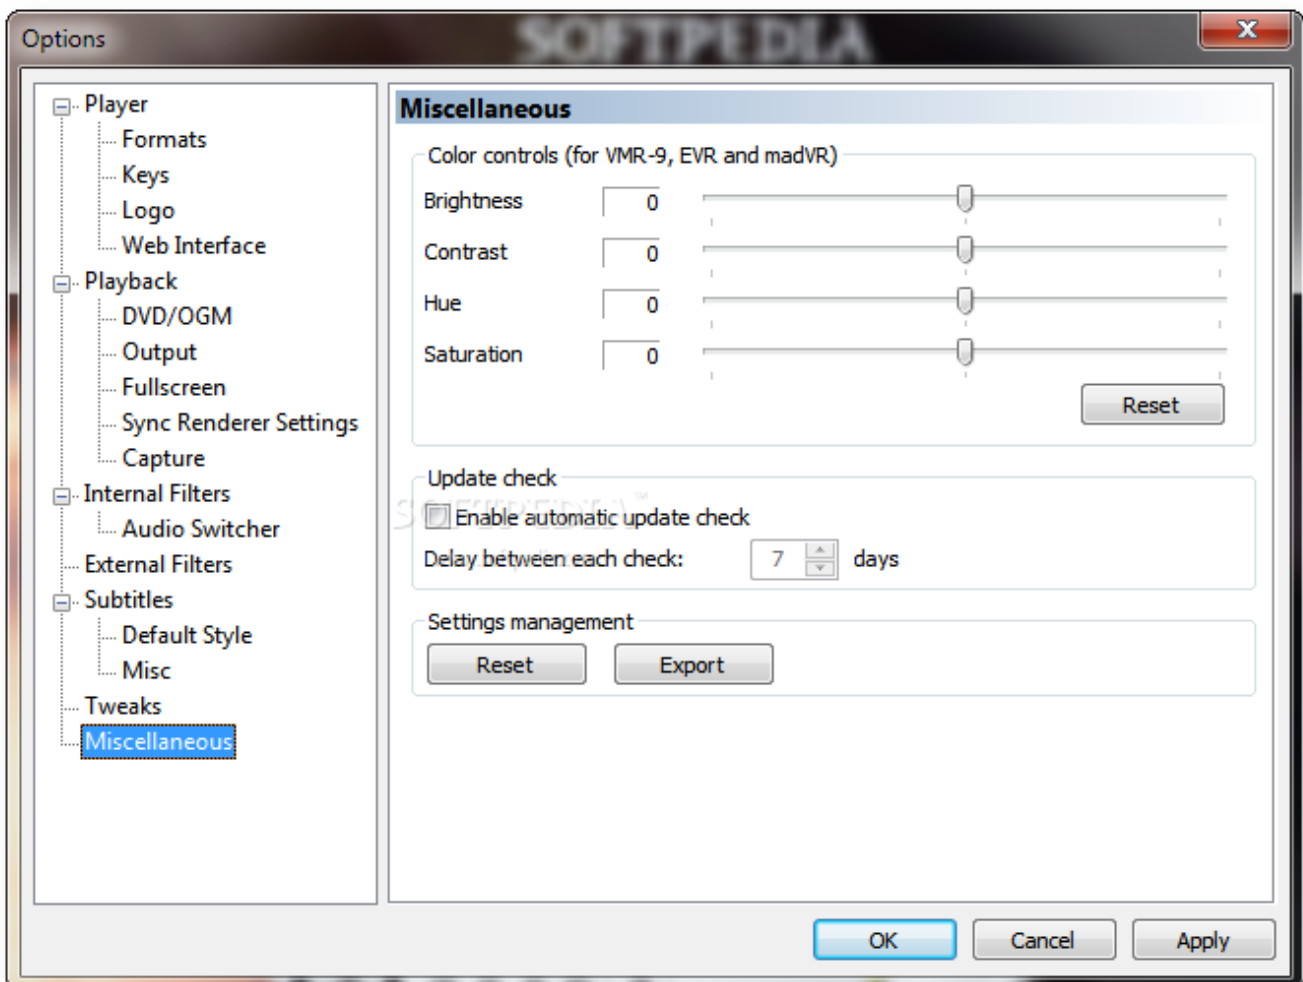 SOFTPEDIA
Options
Player
Formats
Keys
Logo
Web Interface
Playback
DVD/OGM
Output
Fullscreen
Sync Renderer Settings
Capture
Internal Filters
Audio Switcher
External Filters
Subtitles
Default Style
Misc
Tweaks
Miscellaneous
Miscellaneous
Color controls (for VMR-9, EVR and madVR)
Brightness 0
Contrast 0
Hue 0
Saturation 0
Reset
Update check
SOFTPEDIA™
Enable automatic update check
Delay between each check: 7 days
Settings management
Reset Export
OK Cancel Apply